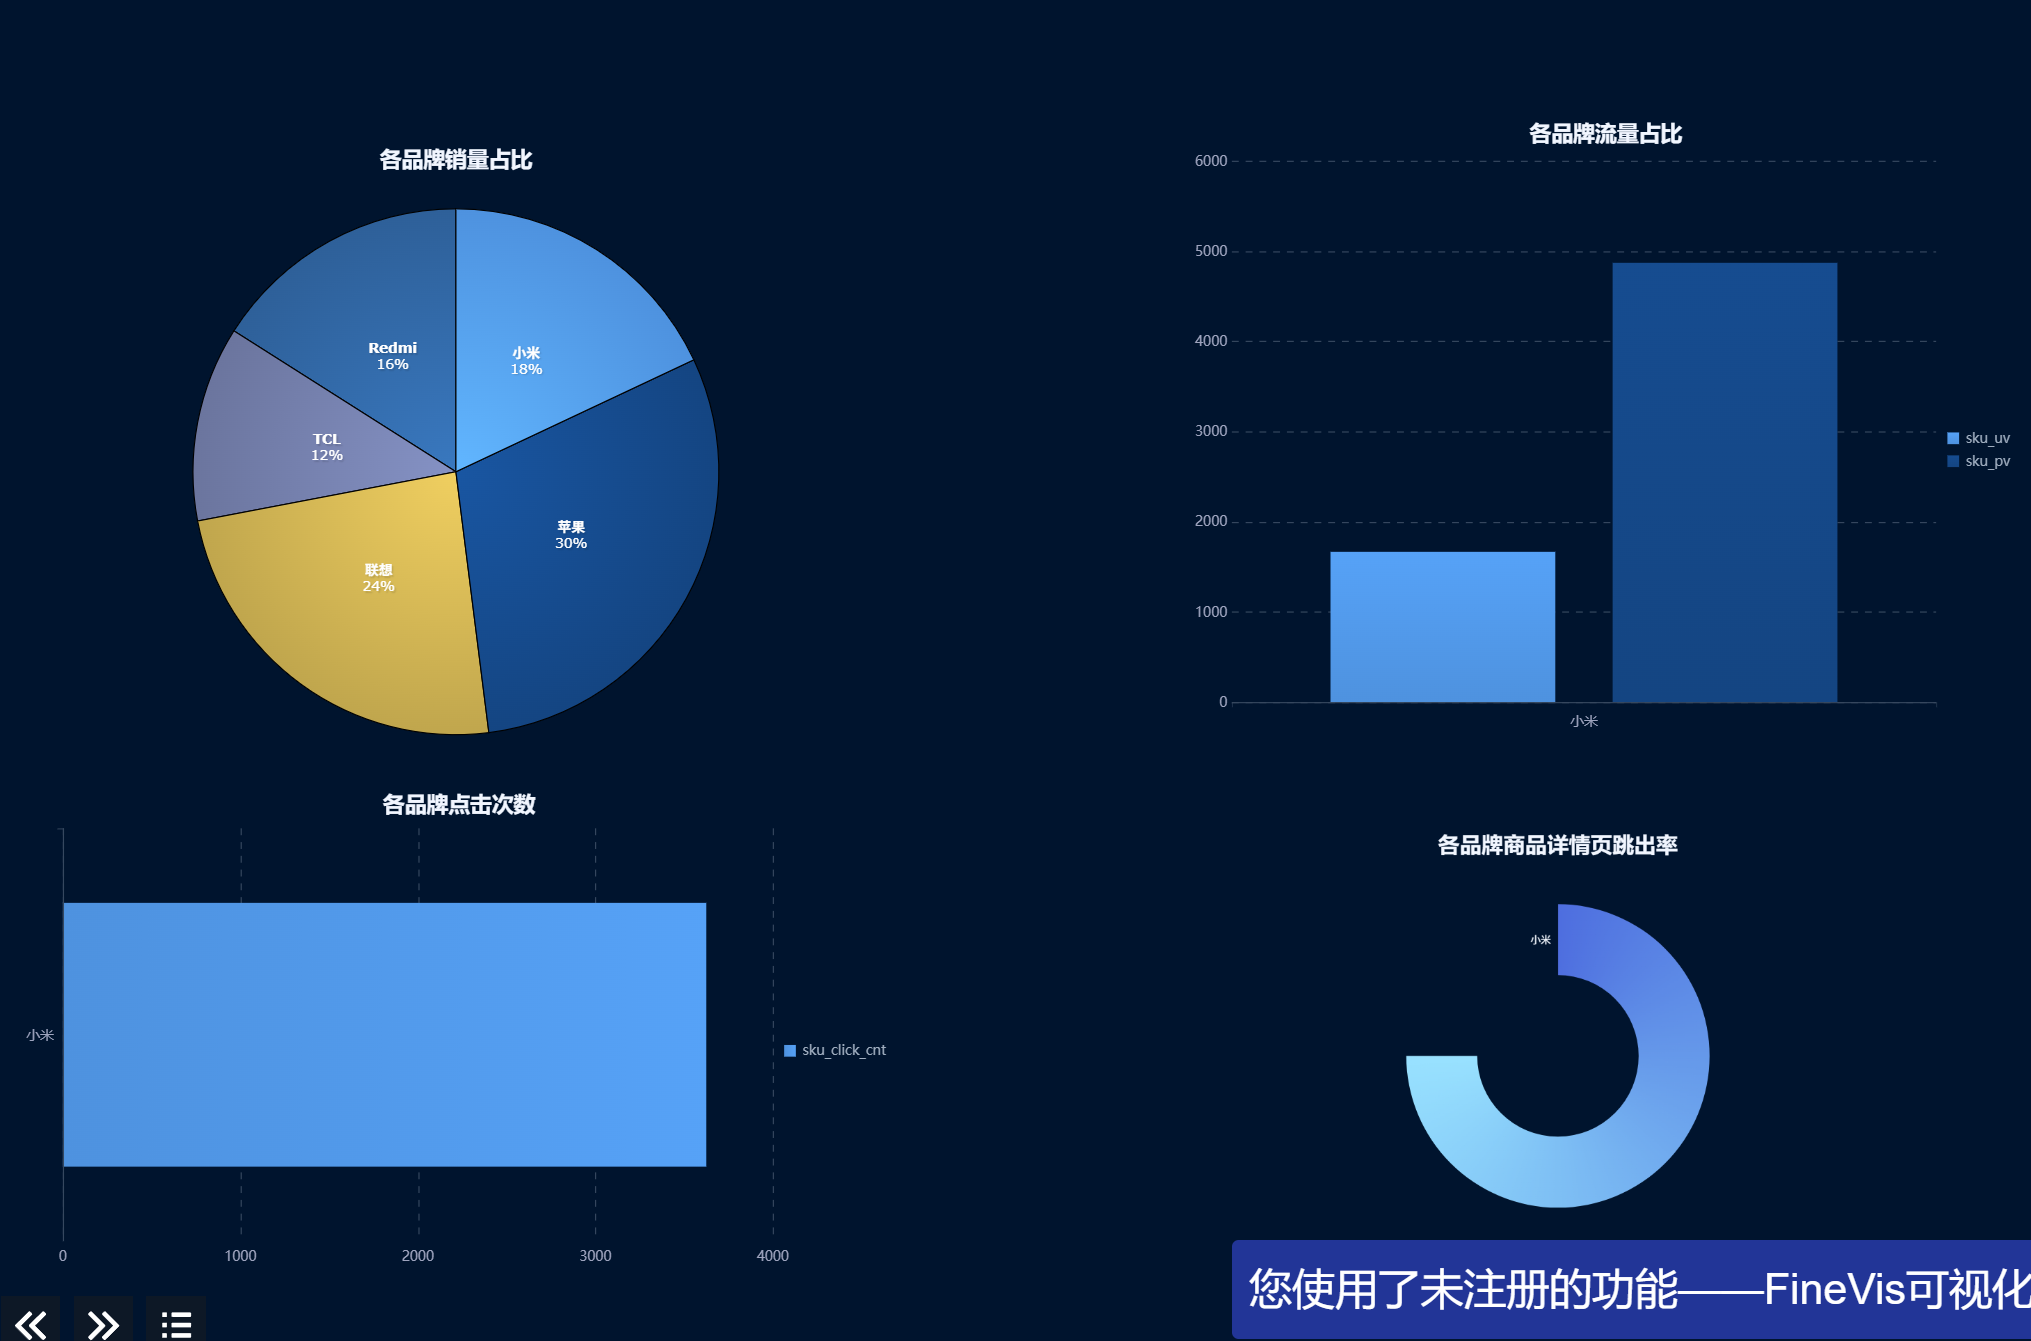 各品牌销量占比
Redmi
16%
小米
18%
TCL
12%
苹果
30%
联想
24%
各品牌流量占比
6000
5000
4000
3000
2000
1000
0
小米
sku_uv
sku_pv
各品牌点击次数
小米
0
1000
2000
3000
4000
sku_click_cnt
各品牌商品详情页跳出率
小米
您使用了未注册的功能——FineVis可视化